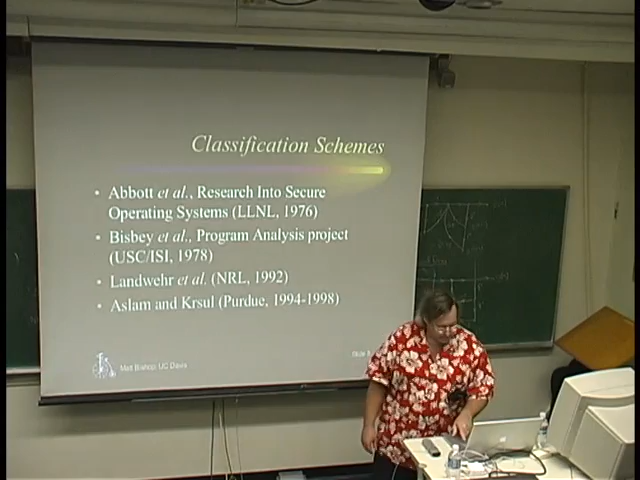 Classification Schemes
• Abbott et al., Research Into Secure
Operating Systems (LLNL, 1976)
• Bisbey et al., Program Analysis project
(USC/ISI, 1978)
• Landwehr et al. (NRL, 1992)
• Aslam and Krsul (Purdue, 1994-1998)
Matt Bishop, UC Davis
Slide